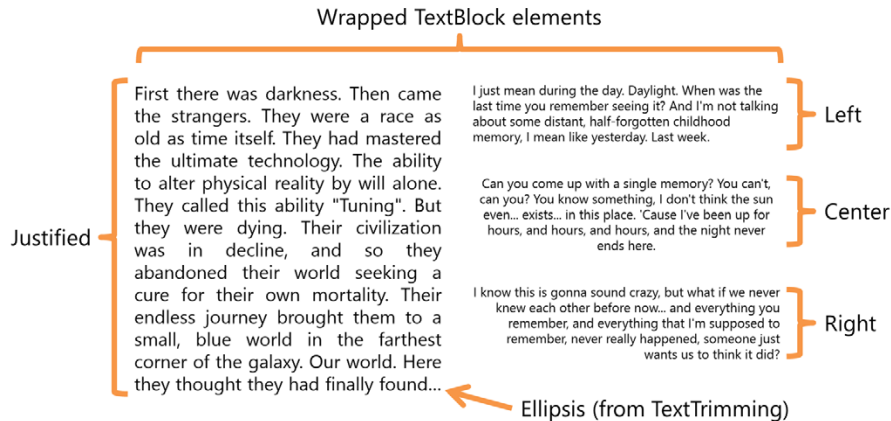 Wrapped TextBlock elements
First there was darkness. Then came
the strangers. They were a race as
old as time itself. They had mastered
the ultimate technology. The ability
to alter physical reality by will alone.
They called this ability "Tuning". But
they were dying. Their civilization
was in decline, and so they
abandoned their world seeking a
cure for their own mortality. Their
endless journey brought them to a
small, blue world in the farthest
corner of the galaxy. Our world. Here
they thought they had finally found...
Justified
I just mean during the day. Daylight. When was the
last time you remember seeing it? And I'm not talking
about some distant, half-forgotten childhood
memory, I mean like yesterday. Last week.
Left
Can you come up with a single memory? You can't,
can you? You know something, I don't think the sun
even... exists... in this place. 'Cause I've been up for
hours, and hours, and hours, and the night never
ends here.
Center
I know this is gonna sound crazy, but what if we never
knew each other before now... and everything you
remember, and everything that I'm supposed to
remember, never really happened, someone just
wants us to think it did?
Right
Ellipsis (from TextTrimming)